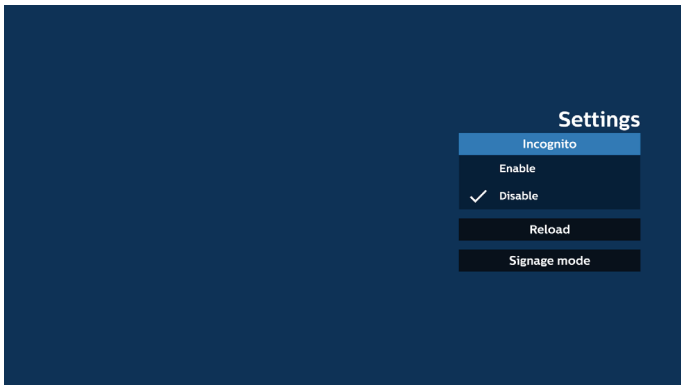 Settings
Incognito
Enable
Disable
Reload
Signage mode